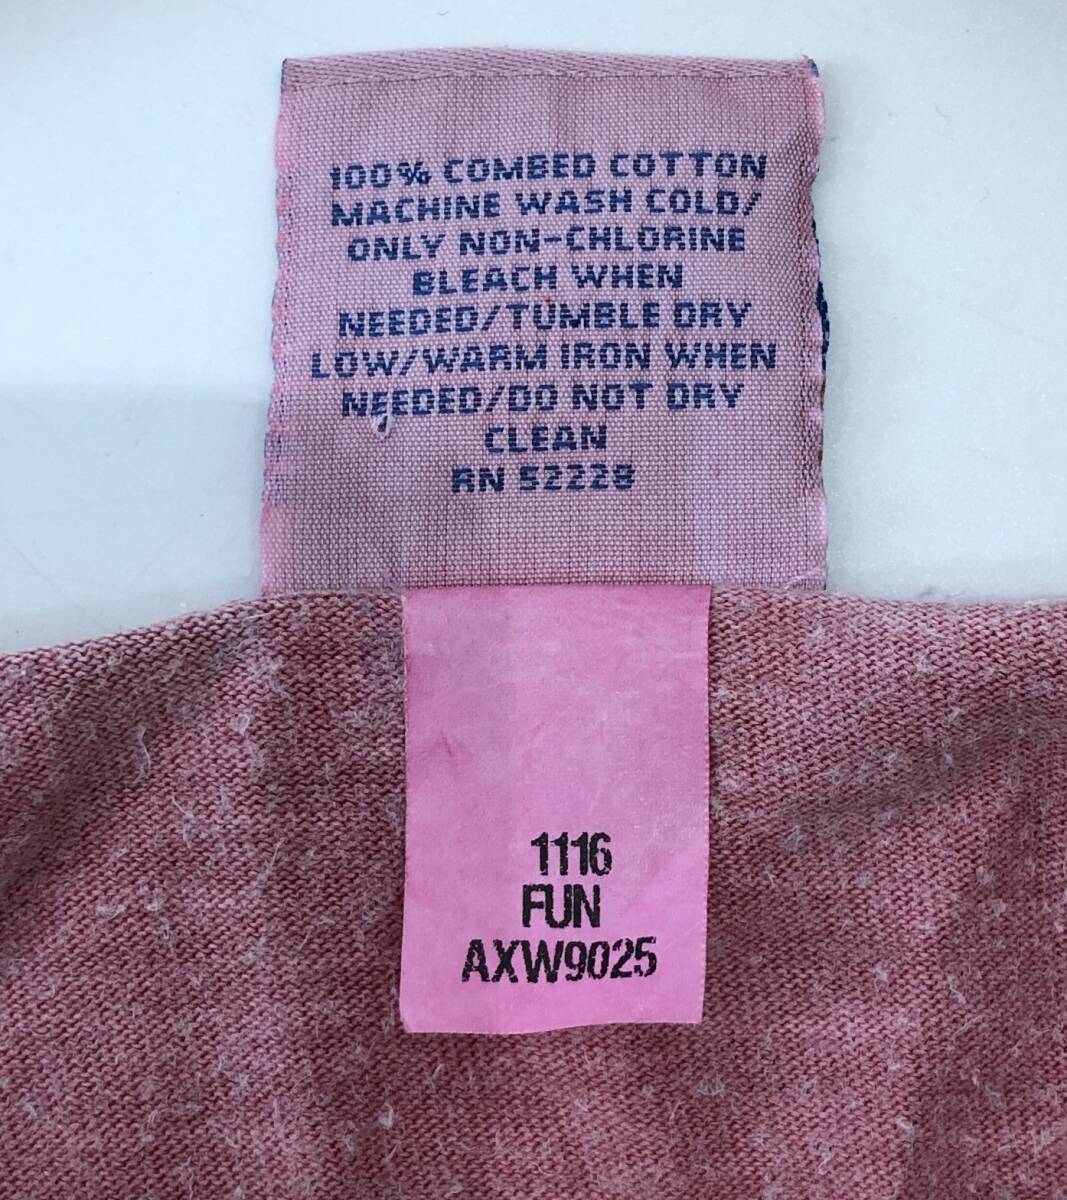 100% COMBED COTTON
MACHINE WASH COLD/
ONLY NON-CHLORINE
BLEACH WHEN
NEEDED/TUMBLE DRY
LOW/WARM IRON WHEN
NEEDED/DO NOT DRY
CLEAN
RN 52228
1116
FUN
AXW9025